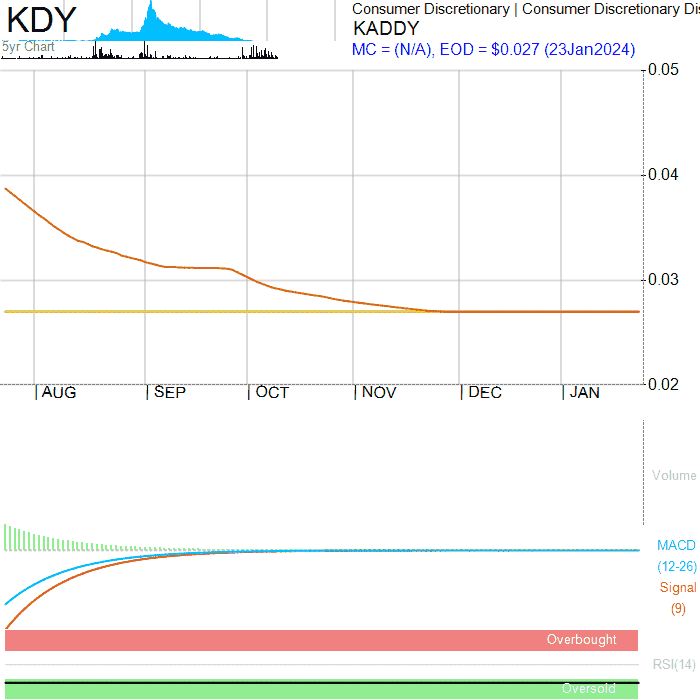 KDY
Consumer Discretionary | Consumer Discretionary Dis
KADDY
5yr Chart
MC = (N/A), EOD = $0.027 (23Jan2024)
0.05
0.04
0.03
0.02
AUG
SEP
OCT
NOV
DEC
JAN
Volume
MACD
(12-26)
Signal
(9)
Overbought
RSI(14)
Oversold